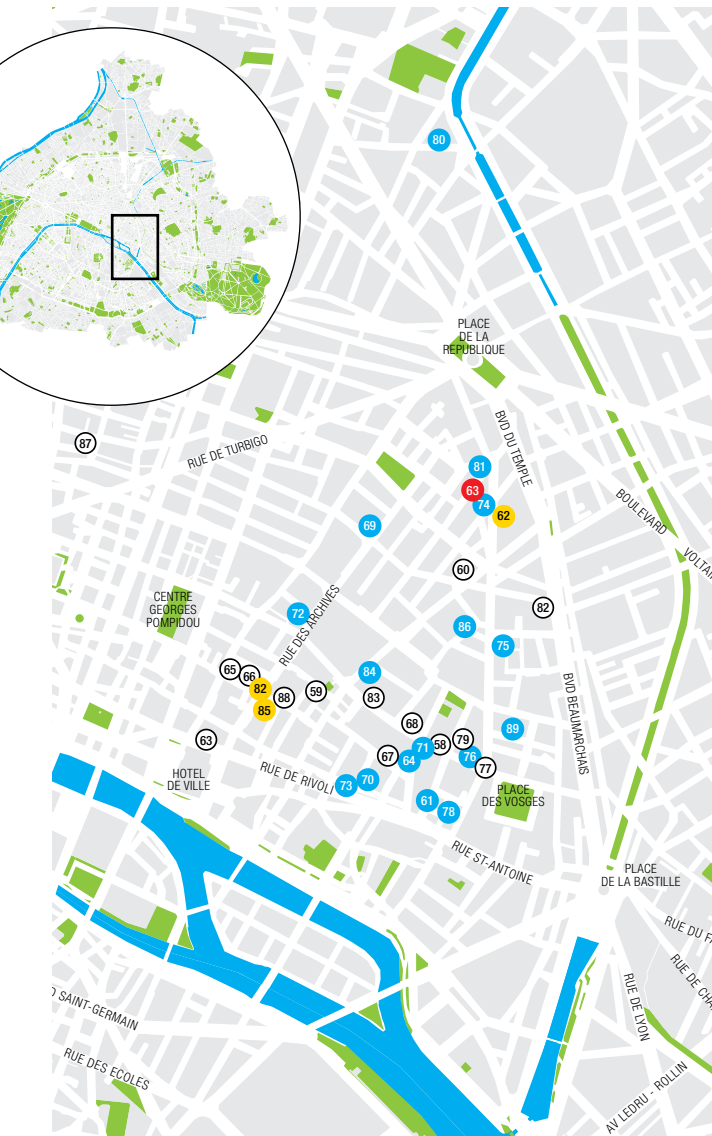 80
PLACE
DE LA
REPUBLIQUE
87
RUE DE TURBIGO
BVD DU TEMPLE
81
63
74
62
BOULEVARD
VOLTAI
69
60
82
CENTRE
GEORGES
POMPIDOU
72
RUE DES ARCHIVES
86
75
65
66
82
88
59
85
84
83
BVD BEAUMARCHAIS
63
68
71
58
79
89
67
64
76
77
HOTEL
DE VILLE
RUE DE RIVOLI
73
70
61
78
PLACE
DES VOSGES
RUE ST-ANTOINE
PLACE
DE LA BASTILLE
RUE DU F
RUE DE CHA
RUE DE LYON
D SAINT-GERMAIN
RUE DES ECOLES
AV LEDRU - ROLLIN